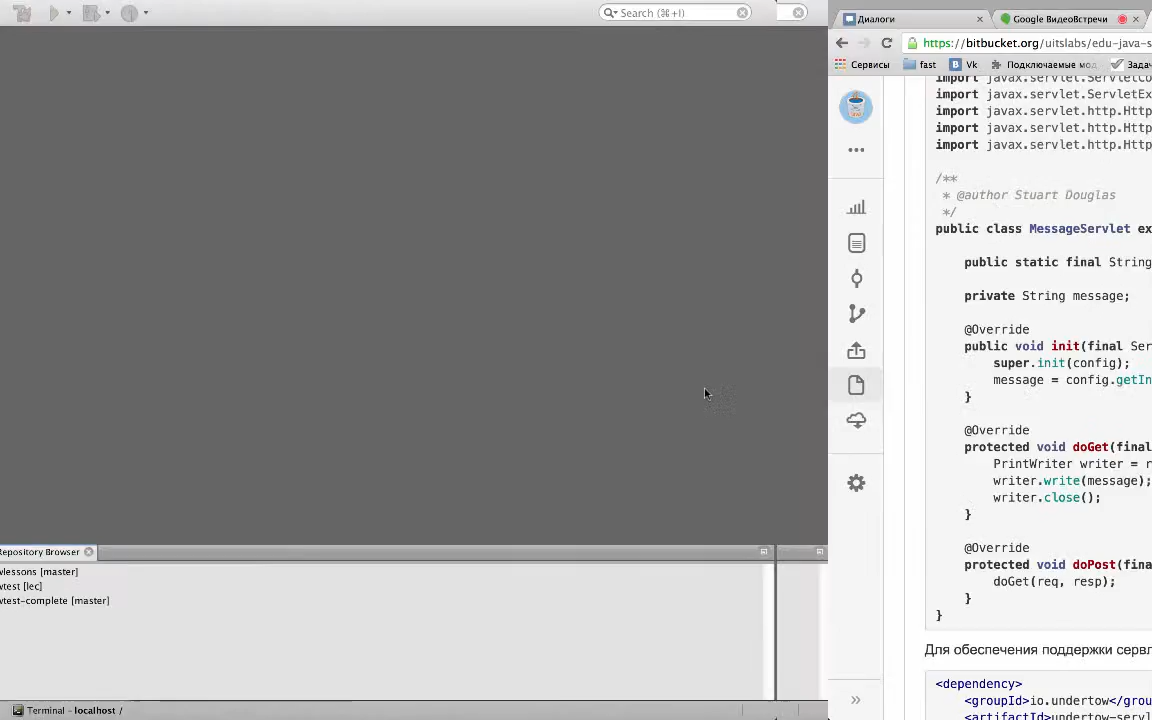 Search (⌘+I)
Repository Browser
vlessons [master]
vtest [lec]
vtest-complete [master]
Terminal - localhost /
Диалоги
Google ВидеоВстречи
https://bitbucket.org/uitslabs/edu-java-s
Сервисы
fast
Vk
Подключаемые мод
Задач
import javax.servlet.ServletCo
import javax.servlet.ServletEx
import javax.servlet.http.Http
import javax.servlet.http.Http
import javax.servlet.http.Http
/**
* @author Stuart Douglas
*/
public class MessageServlet ex
public static final String
private String message;
@Override
public void init(final Ser
super.init(config);
message = config.getIn
}
@Override
protected void doGet(final
PrintWriter writer = r
writer.write(message);
writer.close();
}
@Override
protected void doPost(fina
doGet(req, resp);
}
}
Для обеспечения поддержки сервл
<dependency>
<groupId>io.undertow</grou
<artifactId>undertow-servl